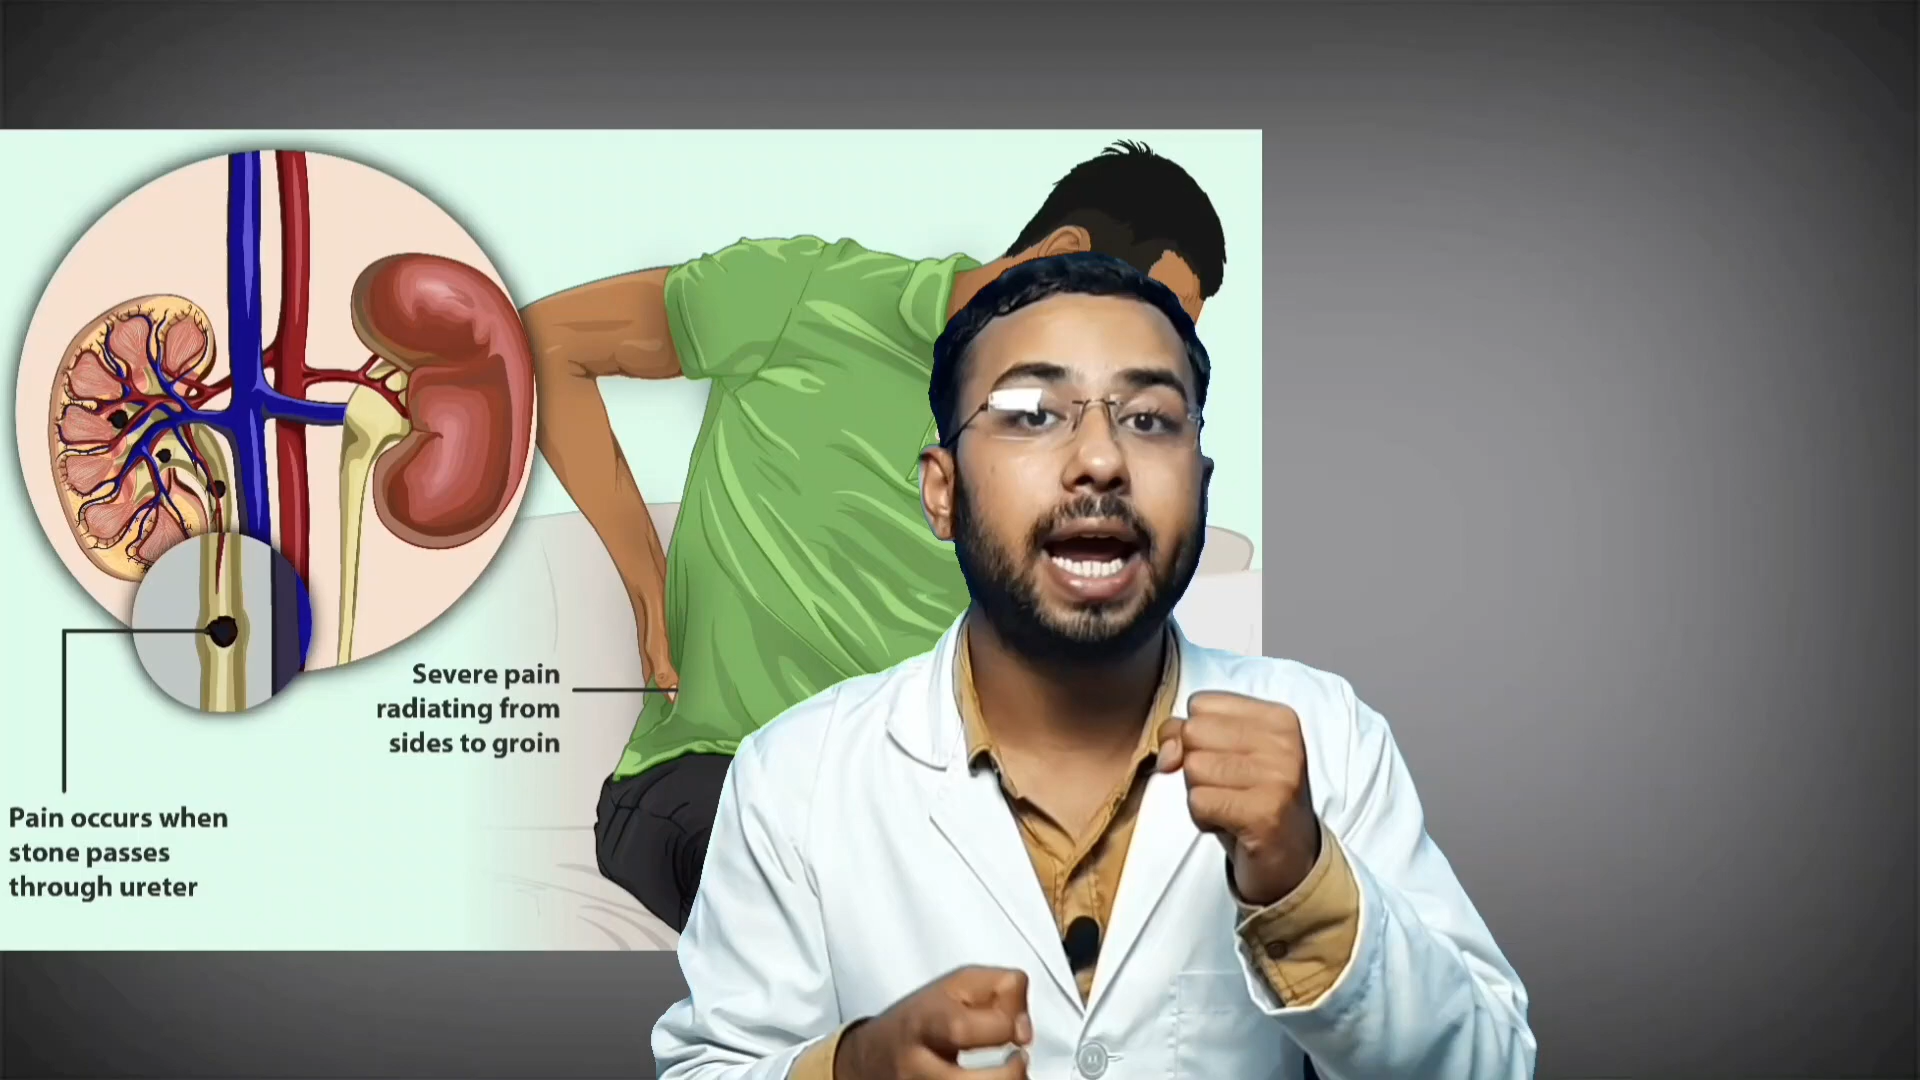 Severe pain
radiating from
sides to groin
Pain occurs when
stone passes
through ureter